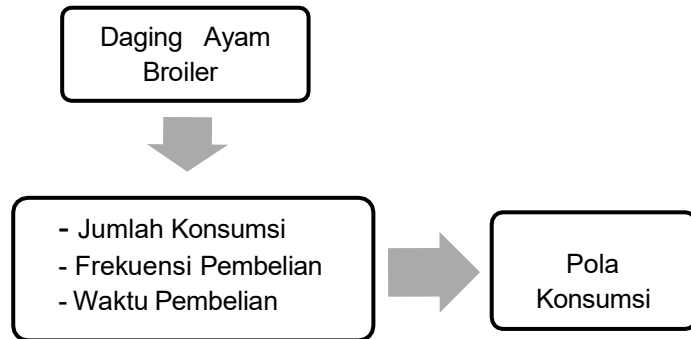 Daging Ayam
Broiler
- Jumlah Konsumsi
- Frekuensi Pembelian
- Waktu Pembelian
Pola
Konsumsi